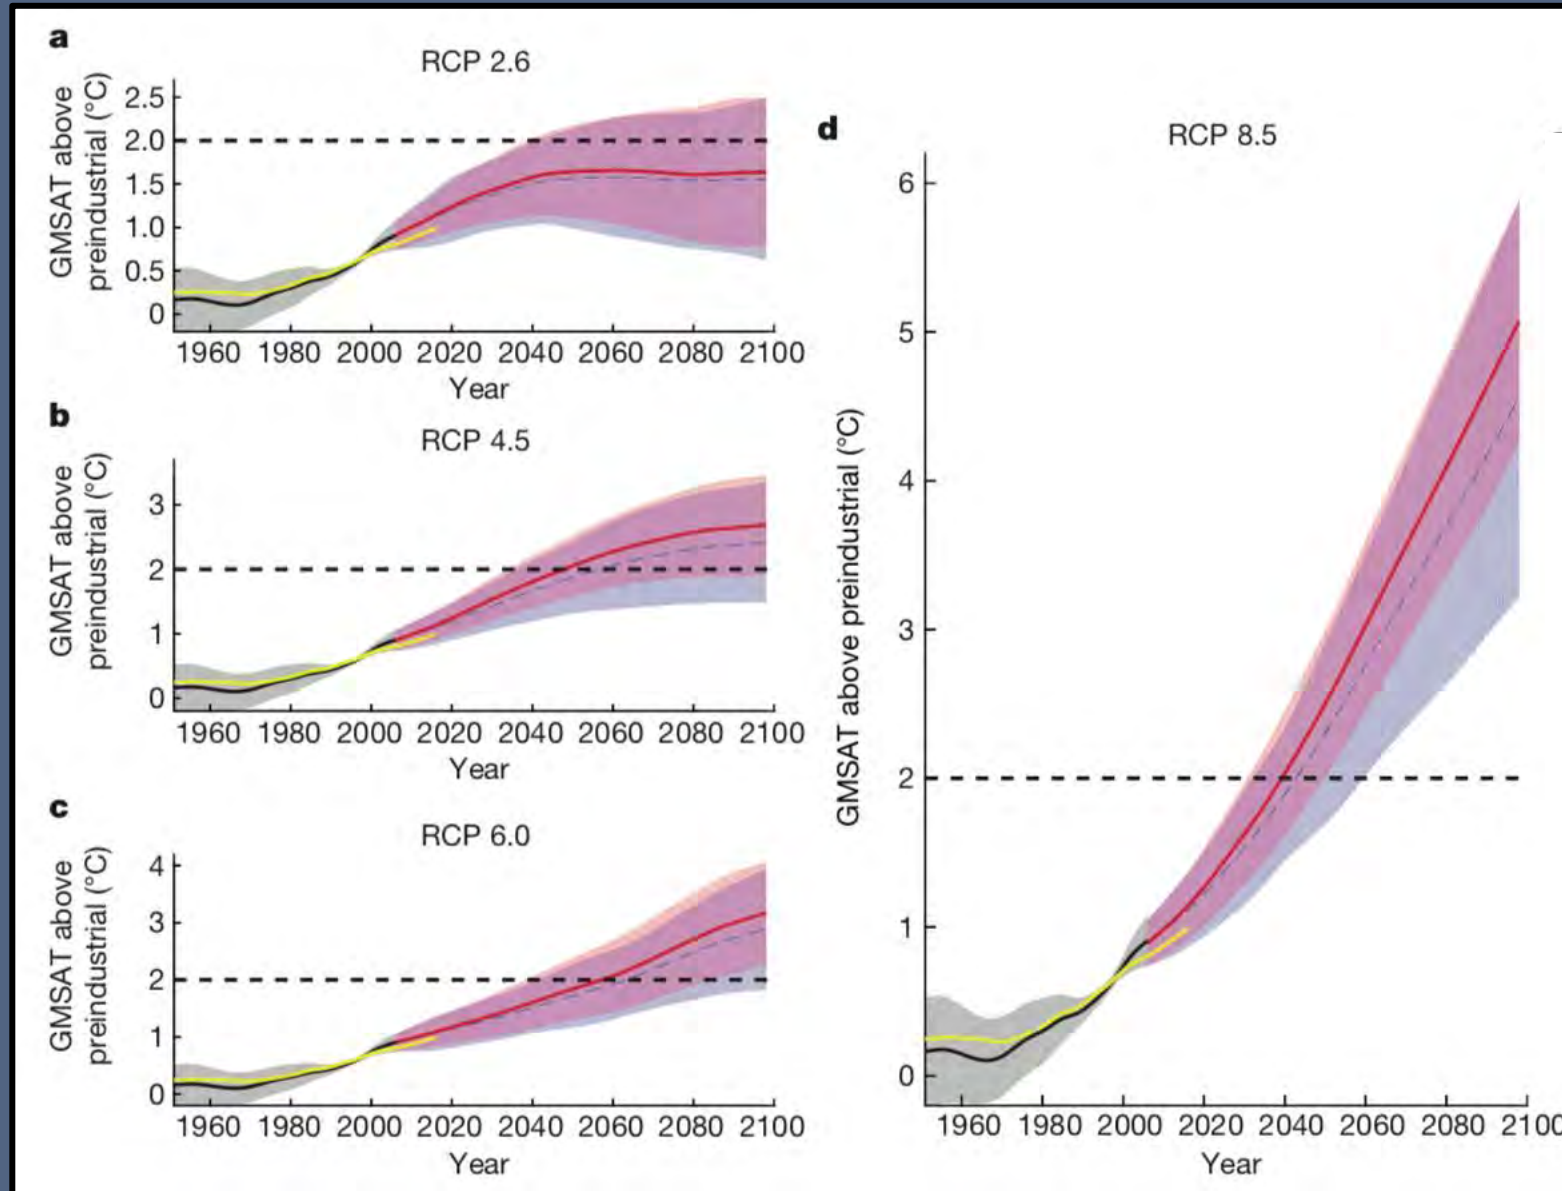 a
RCP 2.6
GMSAT above
preindustrial (°C)
2.5
2.0
1.5
1.0
0.5
0
1960 1980 2000 2020 2040 2060 2080 2100
Year
b
RCP 4.5
GMSAT above
preindustrial (°C)
3
2
1
0
1960 1980 2000 2020 2040 2060 2080 2100
Year
c
RCP 6.0
GMSAT above
preindustrial (°C)
4
3
2
1
0
1960 1980 2000 2020 2040 2060 2080 2100
Year
d
RCP 8.5
GMSAT above preindustrial (°C)
6
5
4
3
2
1
0
1960 1980 2000 2020 2040 2060 2080 2100
Year